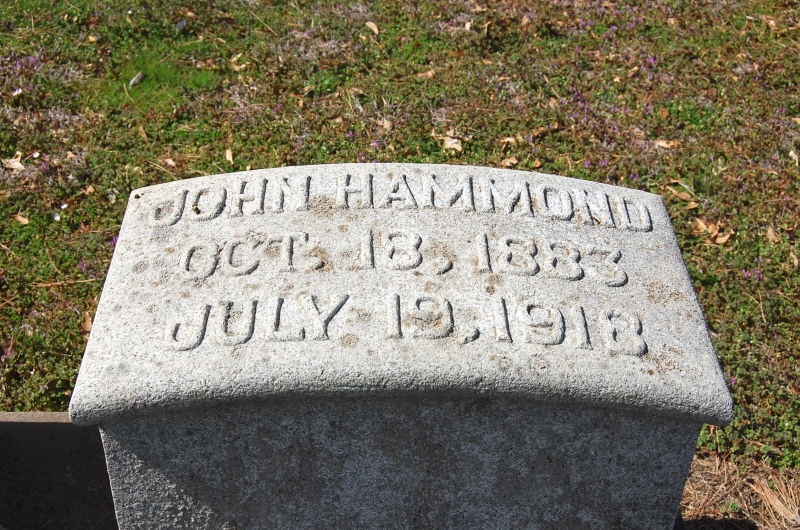 JOHN HAMMOND
OCT. 18, 1883
JULY 19, 1918